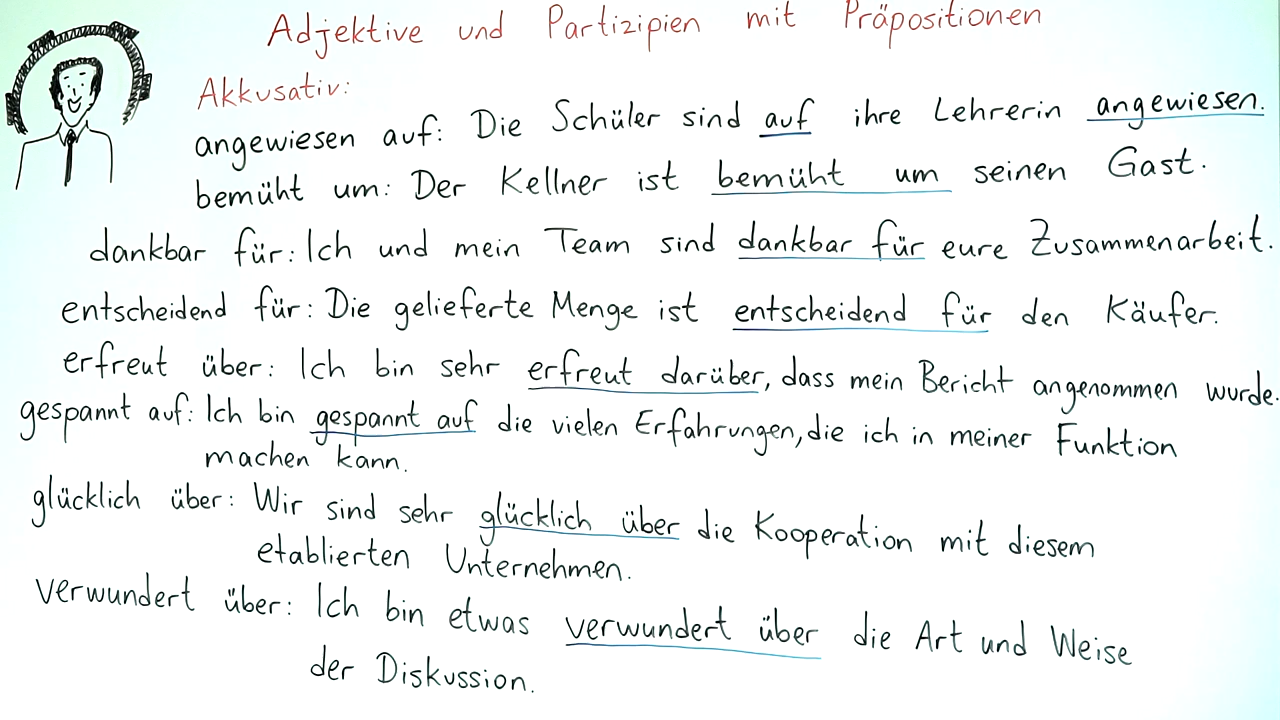 Adjektive und Partizipien mit Präpositionen
Akkusativ:
angewiesen auf: Die Schüler sind auf ihre Lehrerin angewiesen.
bemüht um: Der Kellner ist bemüht um seinen Gast.
dankbar für: Ich und mein Team sind dankbar für eure Zusammenarbeit.
entscheidend für: Die gelieferte Menge ist entscheidend für den Käufer.
erfreut über: Ich bin sehr erfreut darüber, dass mein Bericht angenommen wurde.
gespannt auf: Ich bin gespannt auf die vielen Erfahrungen, die ich in meiner Funktion
machen kann.
glücklich über: Wir sind sehr glücklich über die Kooperation mit diesem
etablierten Unternehmen.
verwundert über: Ich bin etwas verwundert über die Art und Weise
der Diskussion.